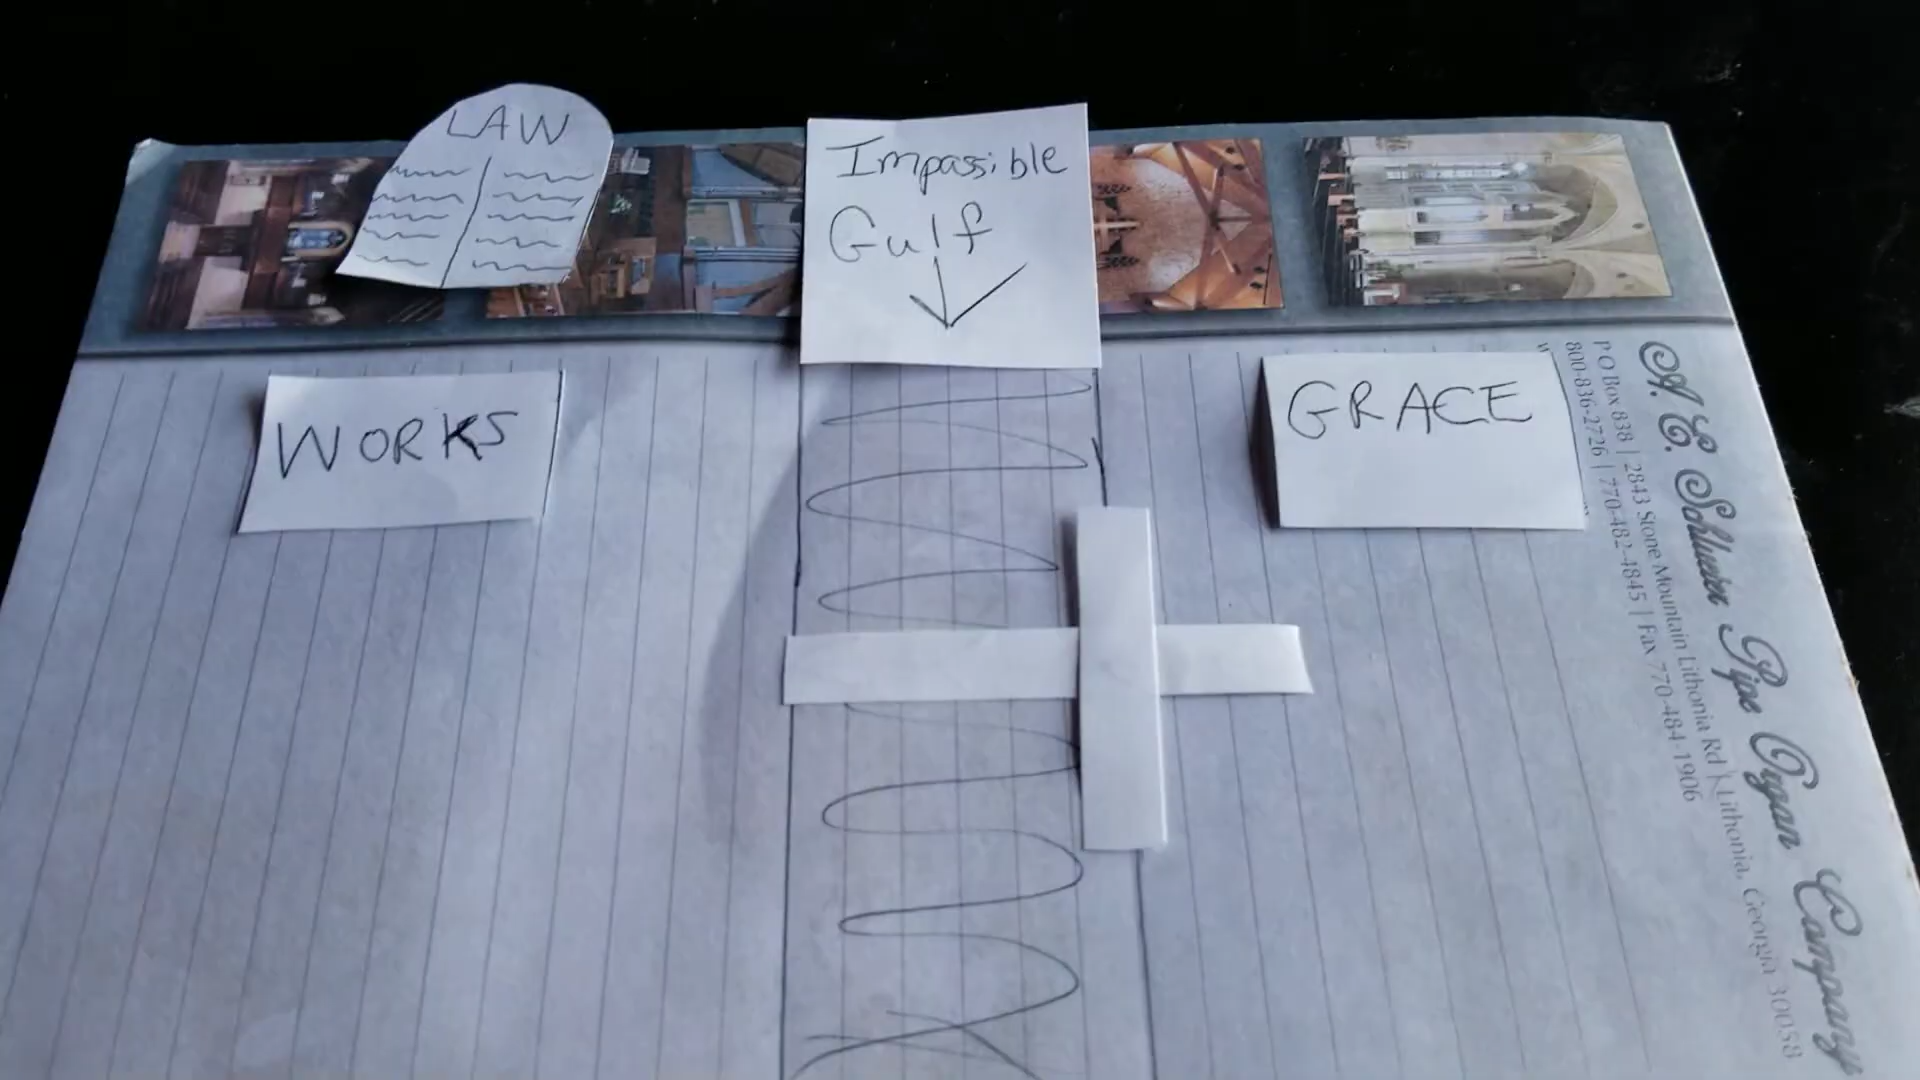 LAW
Impassible
Gulf
WORKS
GRACE
A. E. Schlueter Pipe Organ Company
P O Box 838 | 2843 Stone Mountain Lithonia Rd | Lithonia, Georgia 30058
800-836-2726 | 770-482-4845 | Fax 770-484-1906